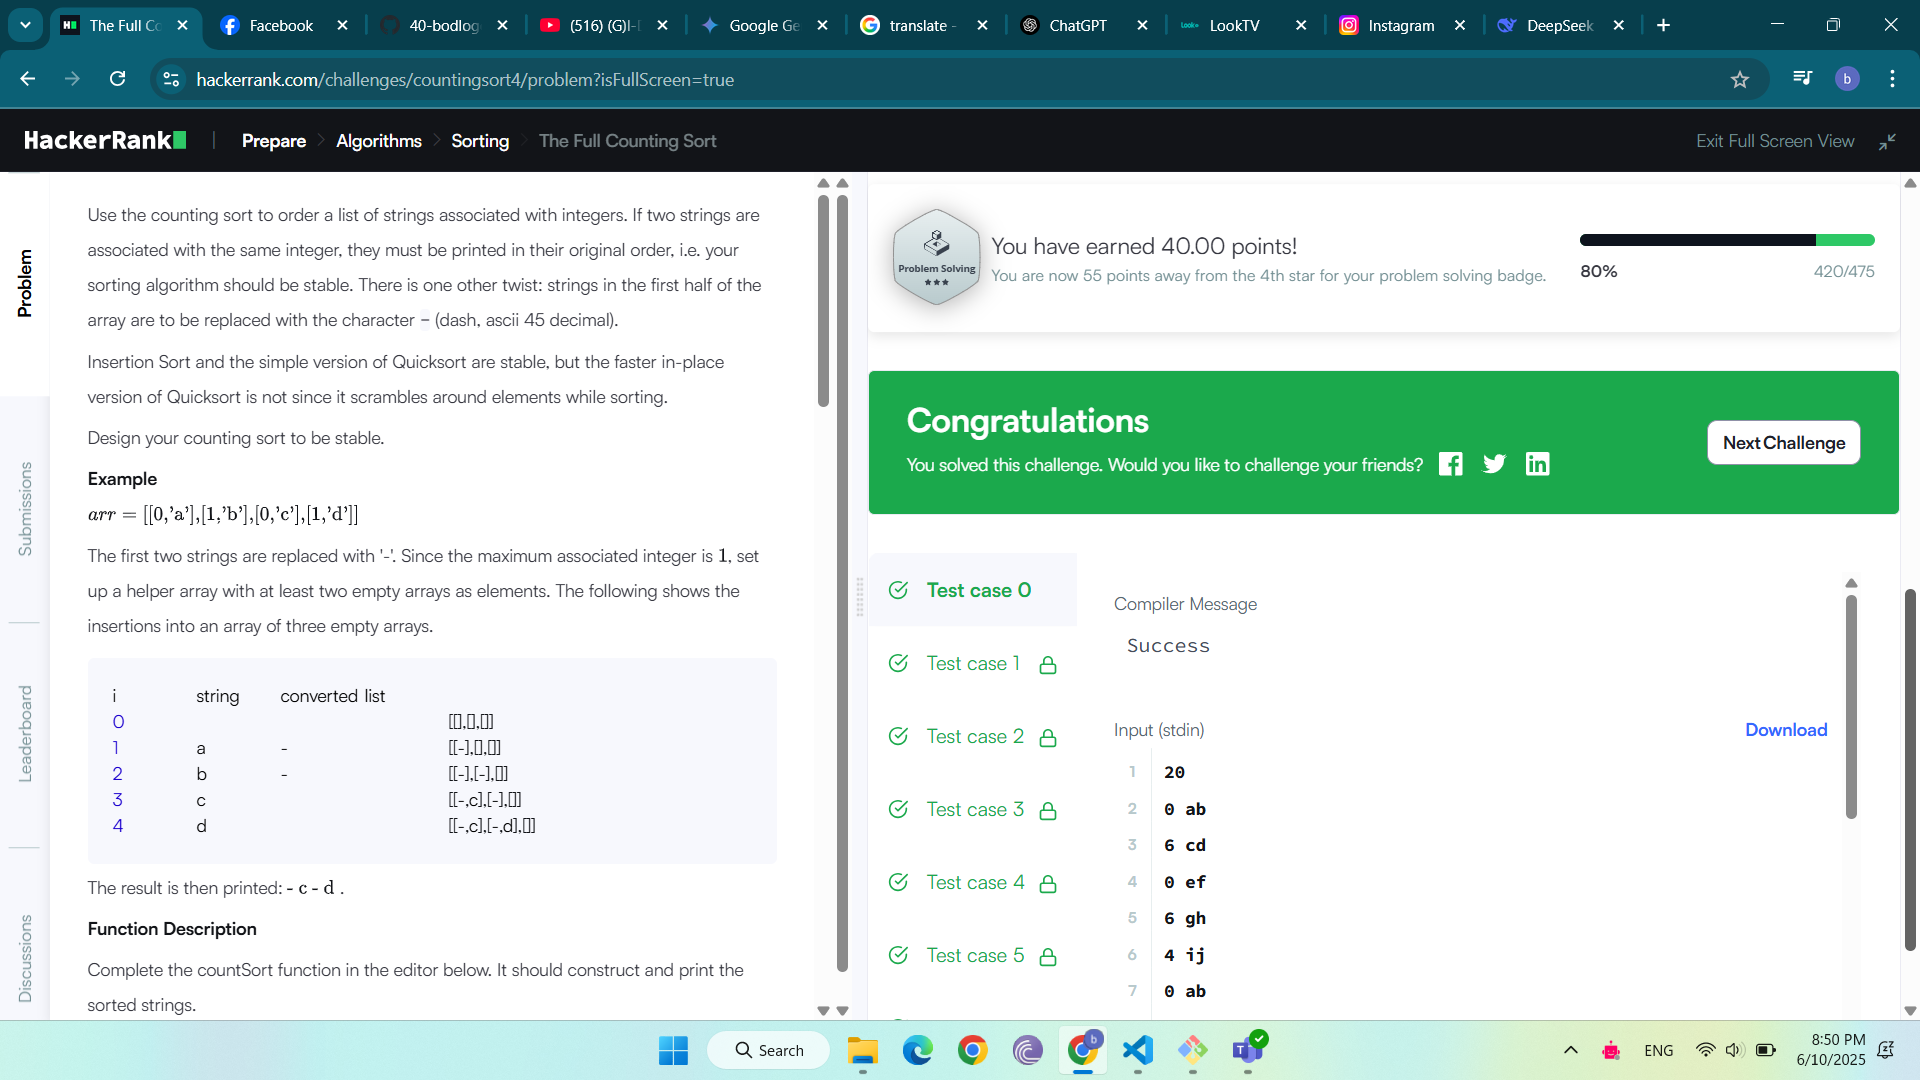 The Full Co
Facebook
40-bodlog
(516) (G)I-
Google Ge
translate -
ChatGPT
LookTV
Instagram
DeepSeek
hackerrank.com/challenges/countingsort4/problem?isFullScreen=true
b
HackerRank
Prepare
Algorithms
Sorting
The Full Counting Sort
Exit Full Screen View
Problem
Submissions
Leaderboard
Discussions
Use the counting sort to order a list of strings associated with integers. If two strings are
associated with the same integer, they must be printed in their original order, i.e. your
sorting algorithm should be stable. There is one other twist: strings in the first half of the
array are to be replaced with the character - (dash, ascii 45 decimal).
Insertion Sort and the simple version of Quicksort are stable, but the faster in-place
version of Quicksort is not since it scrambles around elements while sorting.
Design your counting sort to be stable.
Example
arr = [[0,'a'],[1,'b'],[0,'c'],[1,'d']]
The first two strings are replaced with '-'. Since the maximum associated integer is 1, set
up a helper array with at least two empty arrays as elements. The following shows the
insertions into an array of three empty arrays.
i string converted list
0 [[],[],[]]
1 a - [[-],[],[]]
2 b - [[-],[-],[]]
3 c [[-,c],[-],[]]
4 d [[-,c],[-,d],[]]
The result is then printed: - c - d .
Function Description
Complete the countSort function in the editor below. It should construct and print the
sorted strings.
Problem Solving
You have earned 40.00 points!
You are now 55 points away from the 4th star for your problem solving badge.
80%
420/475
Congratulations
You solved this challenge. Would you like to challenge your friends?
Next Challenge
Test case 0
Test case 1
Test case 2
Test case 3
Test case 4
Test case 5
Compiler Message
Success
Input (stdin)
Download
1 20
2 0 ab
3 6 cd
4 0 ef
5 6 gh
6 4 ij
7 0 ab
Search
b
ENG
8:50 PM
6/10/2025